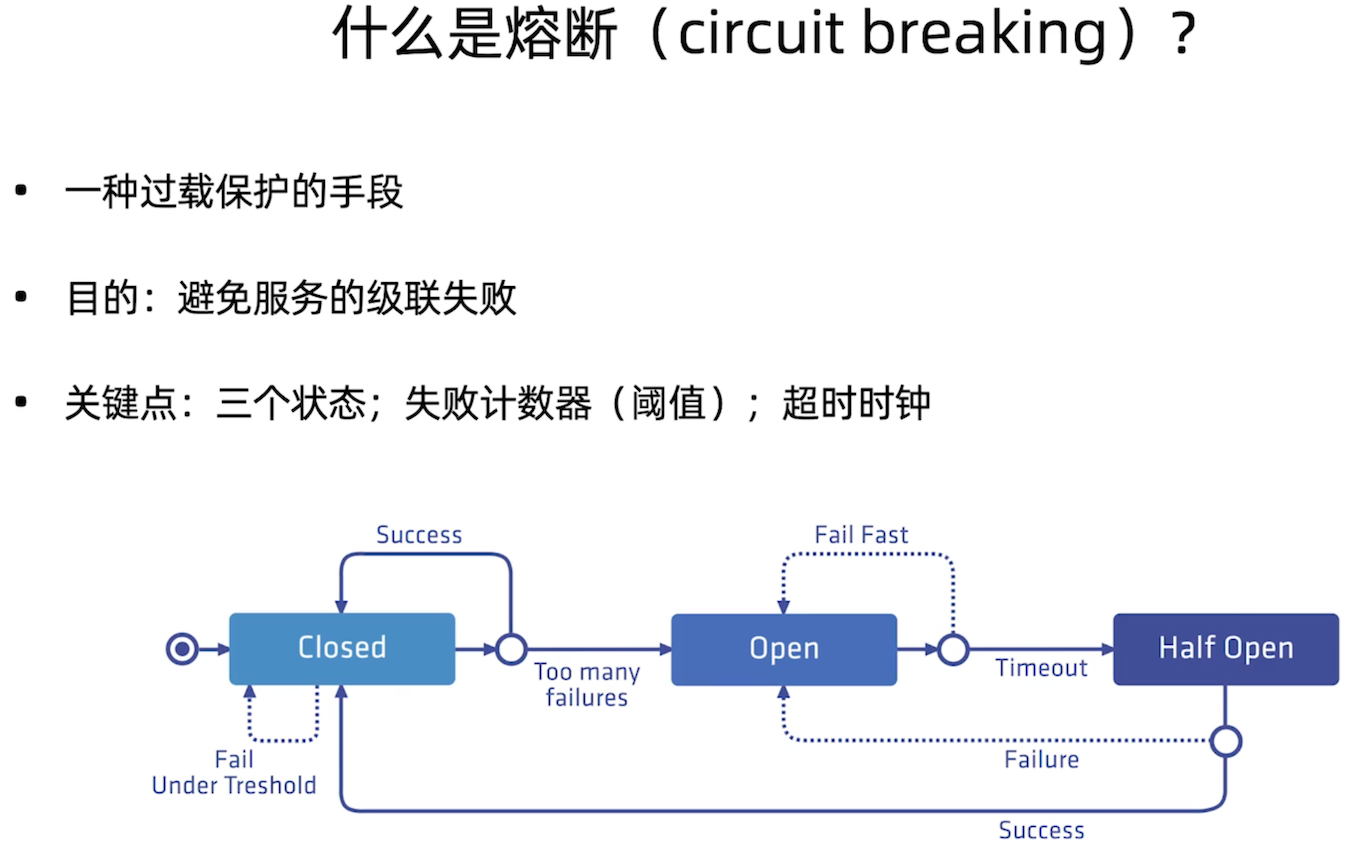 什么是熔断（circuit breaking）?
• 一种过载保护的手段
• 目的：避免服务的级联失败
• 关键点：三个状态；失败计数器（阈值）；超时时钟
Success
Fail Fast
Closed
Open
Half Open
Too many
failures
Timeout
Fail
Under Treshold
Failure
Success